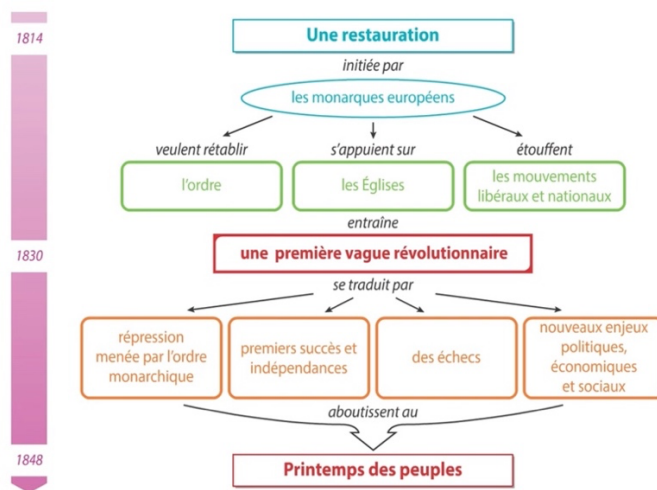 1814
Une restauration
initiée par
les monarques européens
veulent rétablir
s'appuient sur
étouffent
l'ordre
les Églises
les mouvements
libéraux et nationaux
entraîne
1830
une première vague révolutionnaire
se traduit par
répression
menée par l'ordre
monarchique
premiers succès et
indépendances
des échecs
nouveaux enjeux
politiques,
économiques
et sociaux
aboutissent au
1848
Printemps des peuples